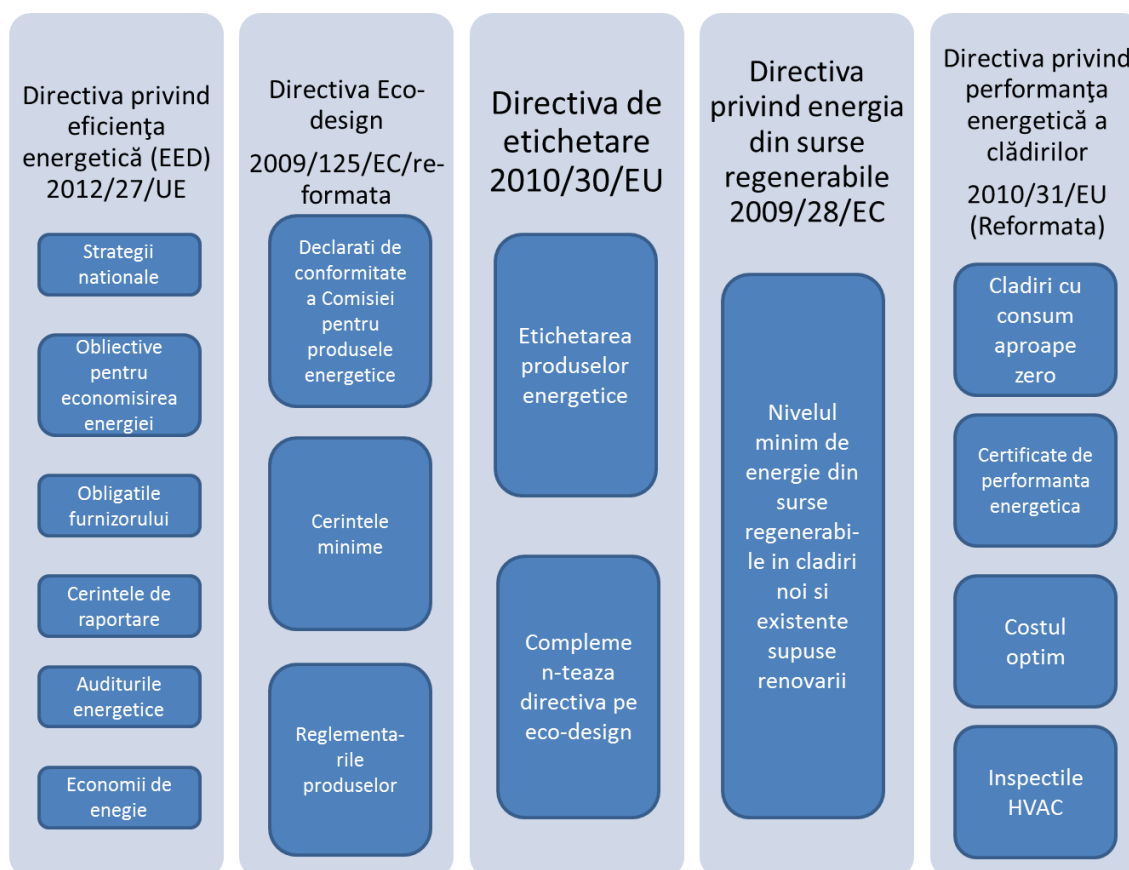 Directiva privind
eficiența
energetică (EED)
2012/27/UE
Strategii
nationale
Obliective
pentru
economisirea
energiei
Obligatile
furnizorului
Cerintele de
raportare
Auditurile
energetice
Economii de
enegie
Directiva Eco-
design
2009/125/EC/re-
formata
Declarati de
conformitate
a Comisiei
pentru
produsele
energetice
Cerintele
minime
Reglementa-
rile
produselor
Directiva de
etichetare
2010/30/EU
Etichetarea
produselor
energetice
Compleme
n-teaza
directiva pe
eco-design
Directiva
privind energia
din surse
regenerabile
2009/28/EC
Nivelul
minim de
energie din
surse
regenerabi-
le in cladiri
noi si
existente
supuse
renovarii
Directiva privind
performanța
energetică a
clădirilor
2010/31/EU
(Reformata)
Cladiri cu
consum
aproape
zero
Certificate de
performanta
energetica
Costul
optim
Inspectile
HVAC